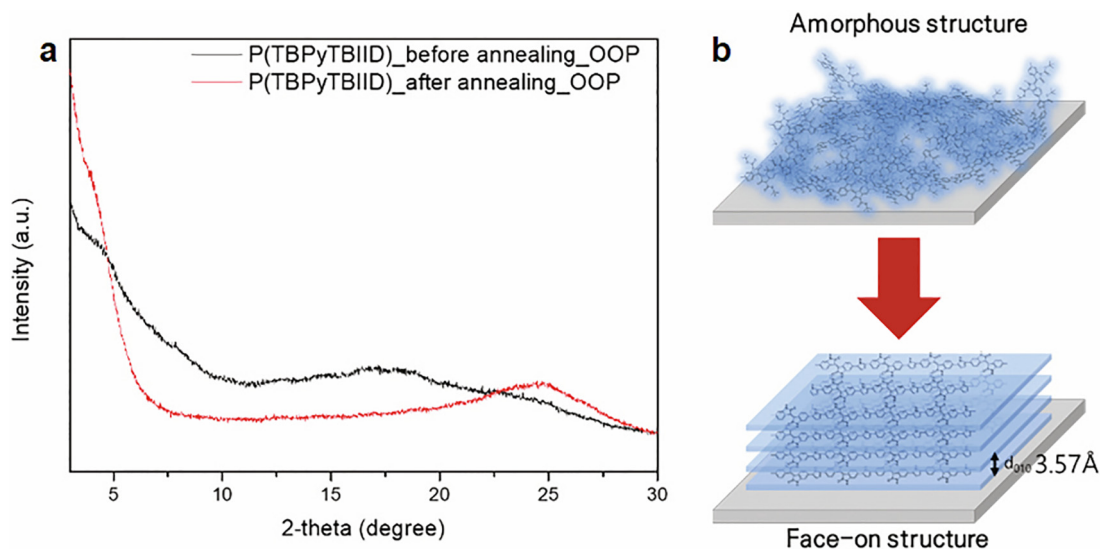 a
P(TBPyTBIID)_before annealing_OOP
P(TBPyTBIID)_after annealing_OOP
Intensity (a.u.)
5 10 15 20 25 30
2-theta (degree)
b
Amorphous structure
d010 3.57Å
Face-on structure